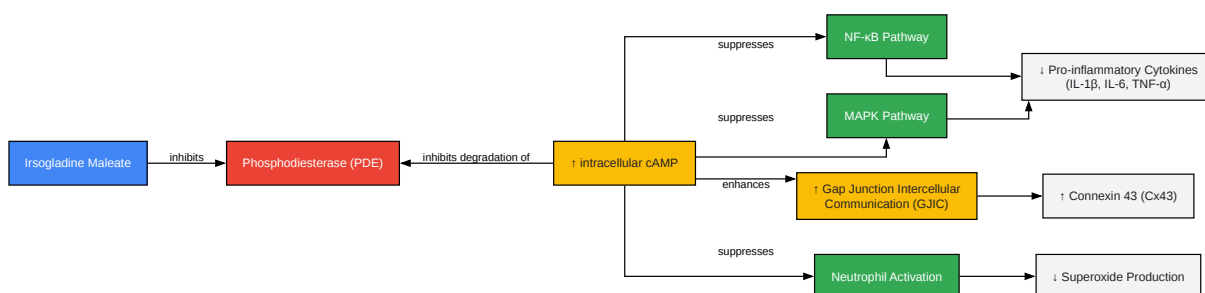 Irsogladine Maleate
inhibits
Phosphodiesterase (PDE)
inhibits degradation of
↑ intracellular cAMP
suppresses
NF-κB Pathway
↓ Pro-inflammatory Cytokines
(IL-1β, IL-6, TNF-α)
suppresses
MAPK Pathway
enhances
↑ Gap Junction Intercellular
Communication (GJIC)
↑ Connexin 43 (Cx43)
suppresses
Neutrophil Activation
↓ Superoxide Production